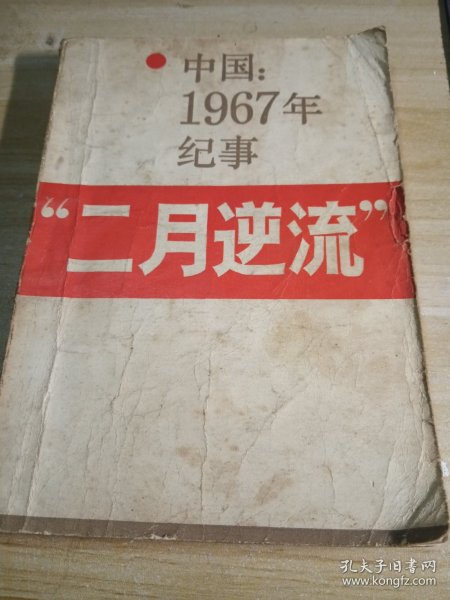 中国：
1967年
纪事
“二月逆流”
孔夫子旧书网
www.kongfz.com